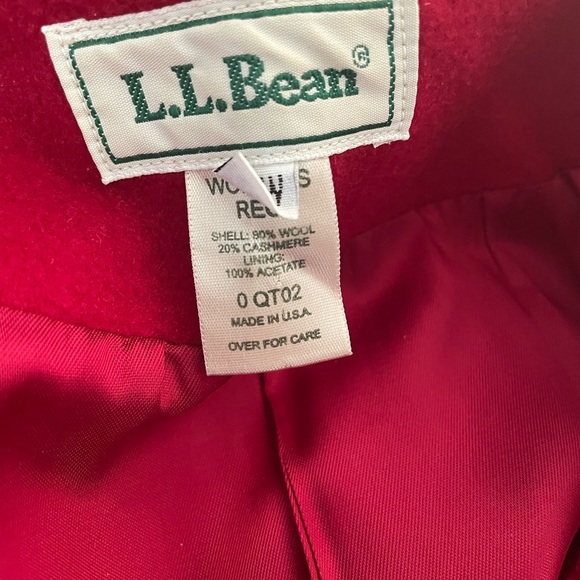 L.L.Bean®
REG
SHELL: 80% WOOL
20% CASHMERE
LINING:
100% ACETATE
0 QT02
MADE IN U.S.A.
OVER FOR CARE